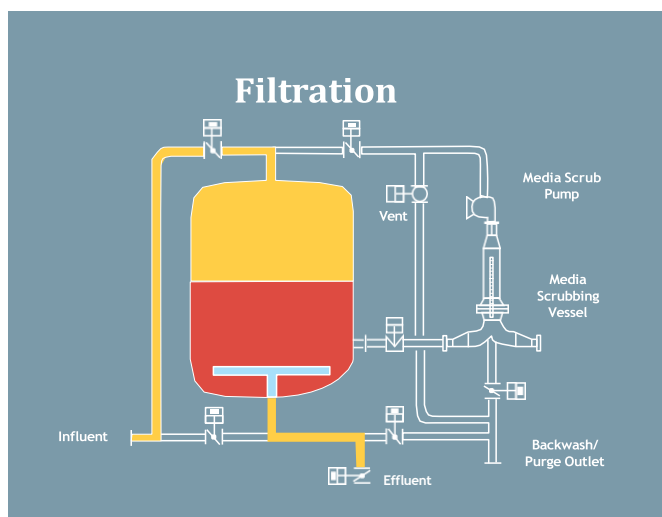 Filtration
Media Scrub
Pump
Vent
Media
Scrubbing
Vessel
Influent
Backwash/
Purge Outlet
Effluent